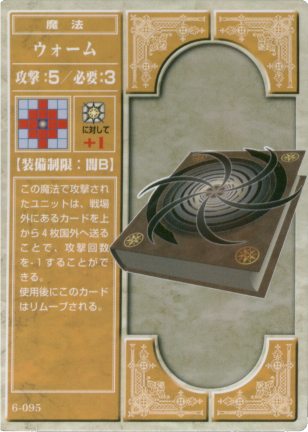 魔法
ウォーム
攻撃:5/必要:3
に対して
+1
【装備制限：闇B】
この魔法で攻撃され
たユニットは、戦場
外にあるカードを上
から4枚国外へ送る
ことで、攻撃回数
を-1することがで
きる。
使用後にこのカード
はリムーブされる。
6-095